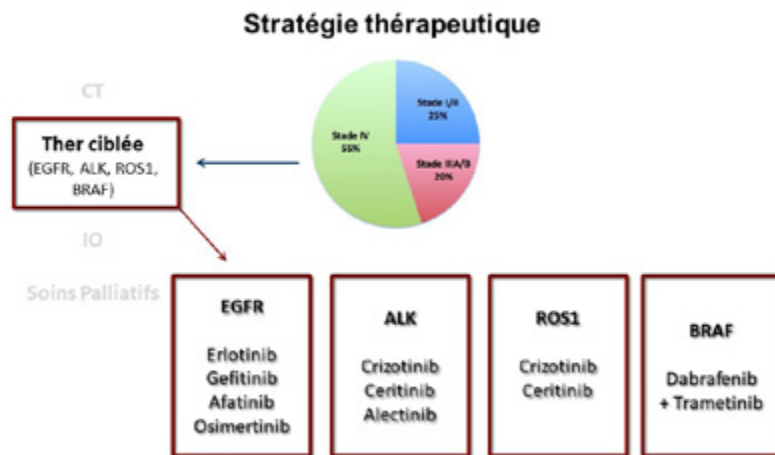 Stratégie thérapeutique
CT
Ther ciblée
(EGFR, ALK, ROS1,
BRAF)
IO
Soins Palliatifs
Stade I/II
25%
Stade IV
55%
Stade IIIA/B
20%
EGFR
Erlotinib
Gefitinib
Afatinib
Osimertinib
ALK
Crizotinib
Ceritinib
Alectinib
ROS1
Crizotinib
Ceritinib
BRAF
Dabrafenib
+ Trametinib